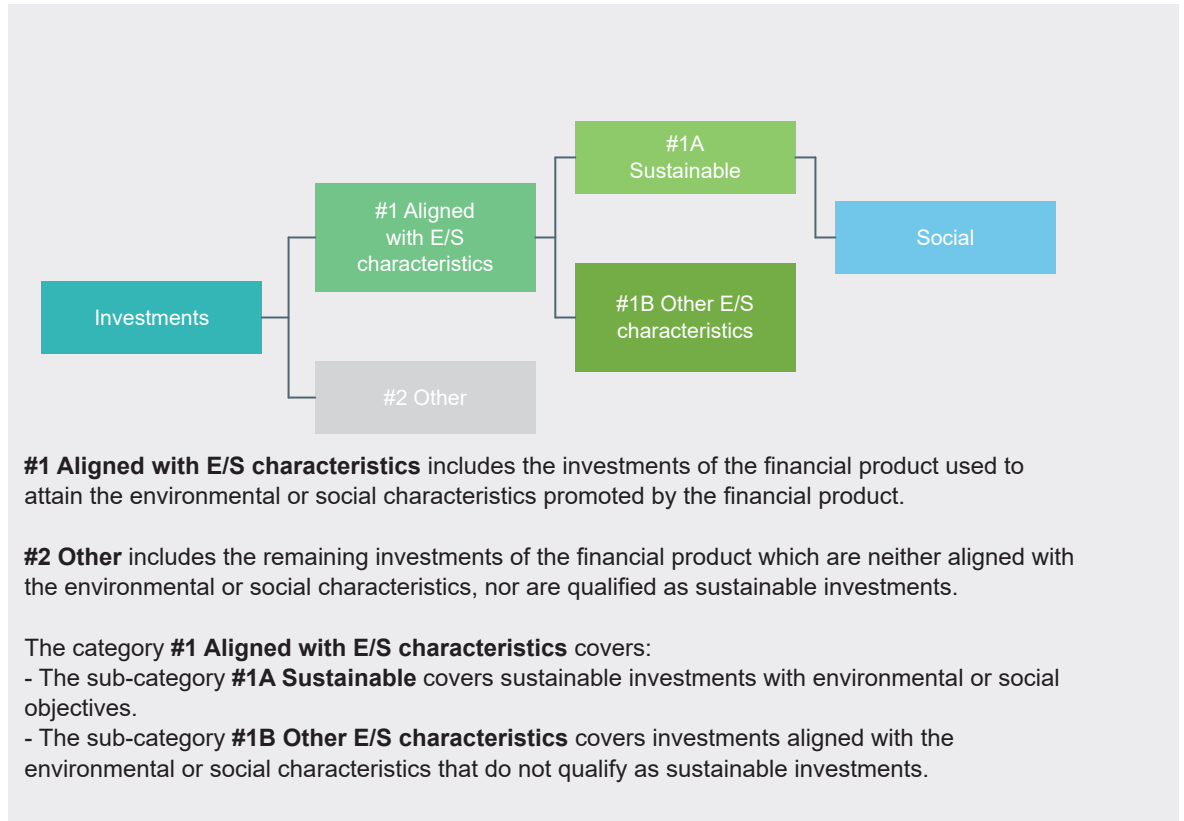 #1A
Sustainable
#1 Aligned
with E/S
characteristics
Social
Investments
#1B Other E/S
characteristics
#2 Other
#1 Aligned with E/S characteristics includes the investments of the financial product used to
attain the environmental or social characteristics promoted by the financial product.
#2 Other includes the remaining investments of the financial product which are neither aligned with
the environmental or social characteristics, nor are qualified as sustainable investments.
The category #1 Aligned with E/S characteristics covers:
- The sub-category #1A Sustainable covers sustainable investments with environmental or social
objectives.
- The sub-category #1B Other E/S characteristics covers investments aligned with the
environmental or social characteristics that do not qualify as sustainable investments.